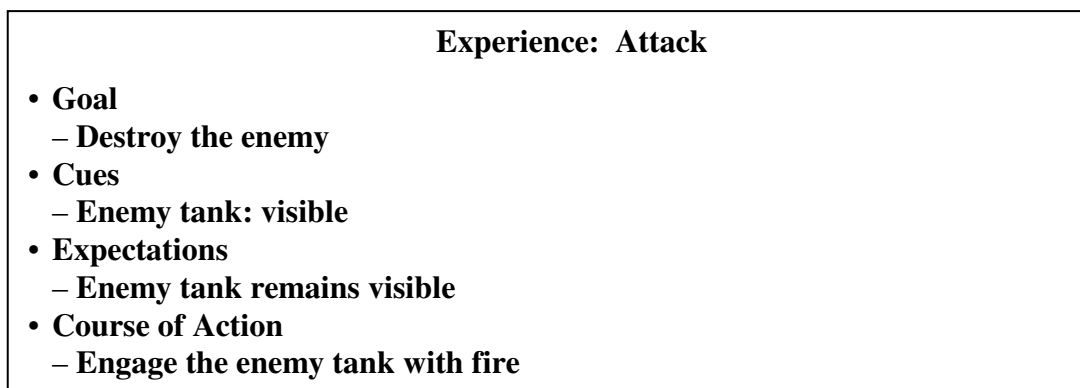 Experience: Attack
• Goal
– Destroy the enemy
• Cues
– Enemy tank: visible
• Expectations
– Enemy tank remains visible
• Course of Action
– Engage the enemy tank with fire